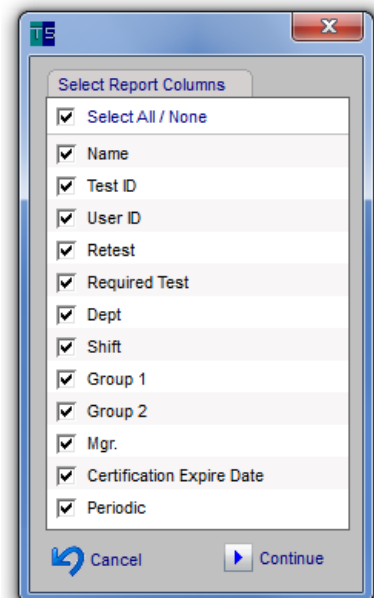 TS
X
Select Report Columns
Select All / None
Name
Test ID
User ID
Retest
Required Test
Dept
Shift
Group 1
Group 2
Mgr.
Certification Expire Date
Periodic
Cancel
Continue